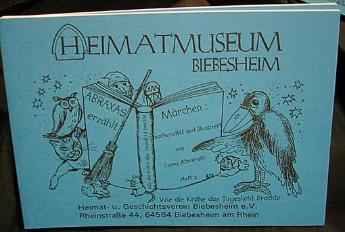 HEIMATMUSEUM
BIEBESHEIM
ABRAXAS
erzählt
Märchen
nacherzählt und illustriert
von
Conny Abraxas
Heft 3
Wie die Krähe das Tageslicht brachte
Heimat- u. Geschichtsverein Biebesheim e.V.
Rheinstraße 44, 64584 Biebesheim am Rhein